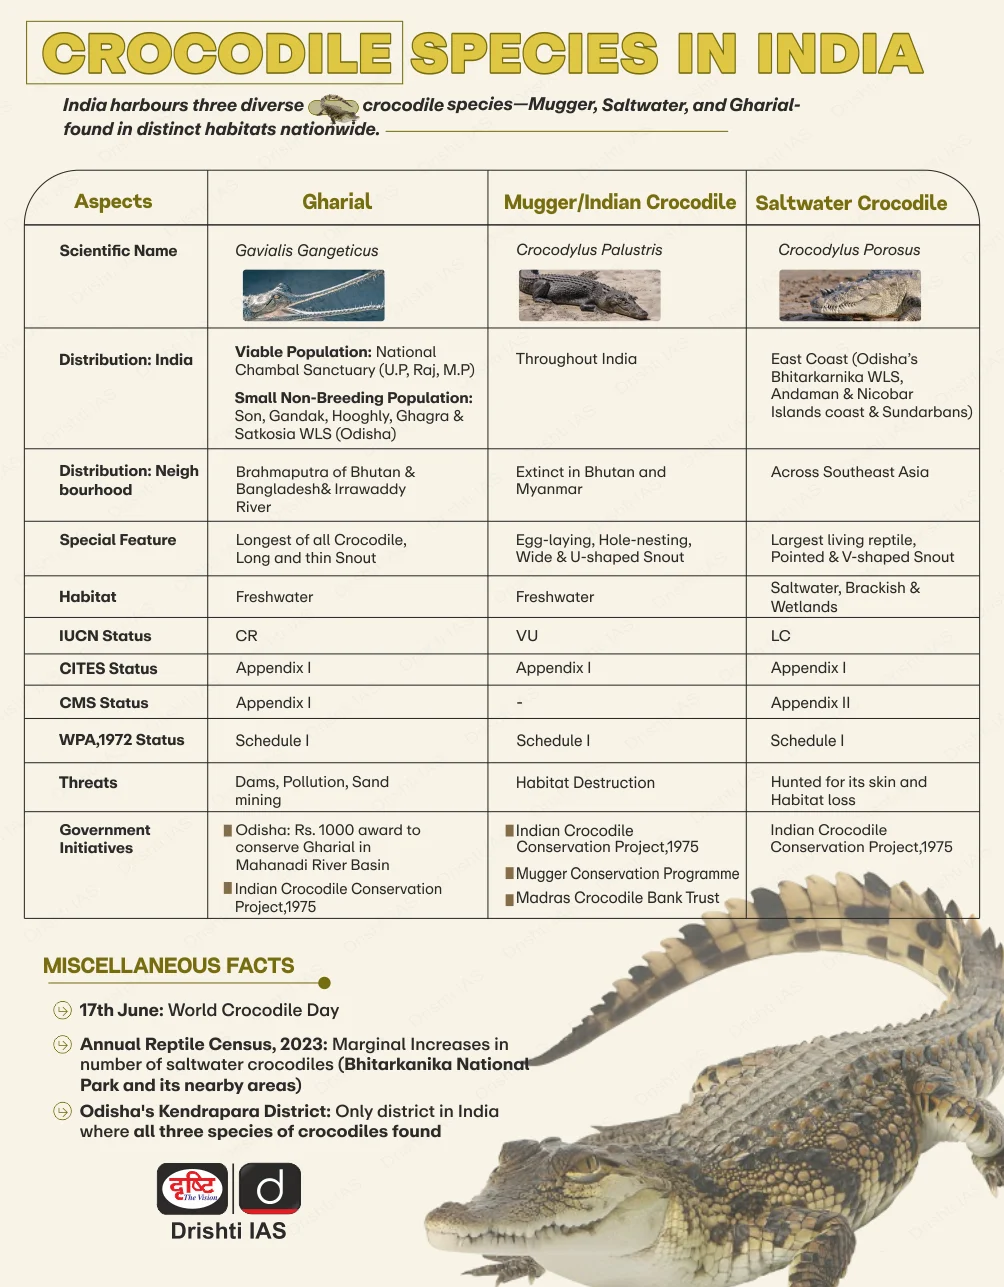 CROCODILE SPECIES IN INDIA
India harbours three diverse crocodile species—Mugger, Saltwater, and Gharial-
found in distinct habitats nationwide.
Aspects
Gharial
Mugger/Indian Crocodile
Saltwater Crocodile
Scientific Name
Gavialis Gangeticus
Crocodylus Palustris
Crocodylus Porosus
Distribution: India
Viable Population: National
Chambal Sanctuary (U.P, Raj, M.P)
Small Non-Breeding Population:
Son, Gandak, Hooghly, Ghagra &
Satkosia WLS (Odisha)
Throughout India
East Coast (Odisha's
Bhitarkarnika WLS,
Andaman & Nicobar
Islands coast & Sundarbans)
Distribution: Neigh
bourhood
Brahmaputra of Bhutan &
Bangladesh& Irrawaddy
River
Extinct in Bhutan and
Myanmar
Across Southeast Asia
Special Feature
Longest of all Crocodile,
Long and thin Snout
Egg-laying, Hole-nesting,
Wide & U-shaped Snout
Largest living reptile,
Pointed & V-shaped Snout
Habitat
Freshwater
Freshwater
Saltwater, Brackish &
Wetlands
IUCN Status
CR
VU
LC
CITES Status
Appendix I
Appendix I
Appendix I
CMS Status
Appendix I
-
Appendix II
WPA,1972 Status
Schedule I
Schedule I
Schedule I
Threats
Dams, Pollution, Sand
mining
Habitat Destruction
Hunted for its skin and
Habitat loss
Government
Initiatives
Odisha: Rs. 1000 award to
conserve Gharial in
Mahanadi River Basin
Indian Crocodile Conservation
Project,1975
Indian Crocodile
Conservation Project,1975
Mugger Conservation Programme
Madras Crocodile Bank Trust
Indian Crocodile
Conservation Project,1975
MISCELLANEOUS FACTS
17th June: World Crocodile Day
Annual Reptile Census, 2023: Marginal Increases in
number of saltwater crocodiles (Bhitarkanika National
Park and its nearby areas)
Odisha's Kendrapara District: Only district in India
where all three species of crocodiles found
दृष्टि
The Vision
d
Drishti IAS